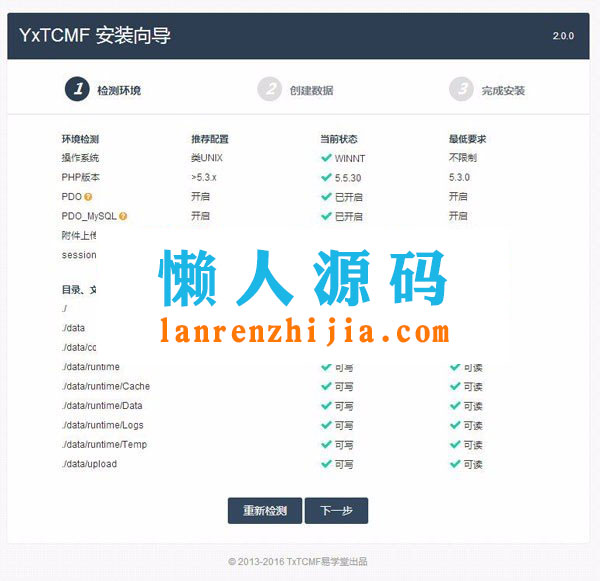 YxTCMF 安装向导 2.0.0
1 检测环境 2 创建数据 3 完成安装
环境检测 推荐配置 当前状态 最低要求
操作系统 类UNIX WINNT 不限制
PHP版本 >5.3.x 5.5.30 5.3.0
PDO 开启 已开启 开启
PDO_MySQL 开启 已开启 开启
附件上传
session
目录、
./
./data
懒人源码
lanrenzhijia.com
./data/co
./data/runtime 可写 可读
./data/runtime/Cache 可写 可读
./data/runtime/Data 可写 可读
./data/runtime/Logs 可写 可读
./data/runtime/Temp 可写 可读
./data/upload 可写 可读
重新检测 下一步
© 2013-2016 TxTCMF易学堂出品